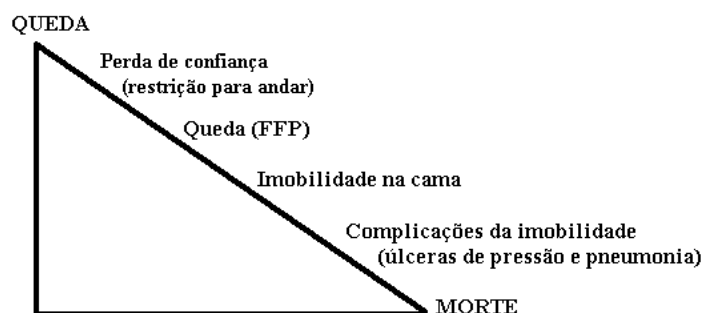 QUEDA
Perda de confiança
(restrição para andar)
Queda (FFP)
Imobilidade na cama
Complicações da imobilidade
(úlceras de pressão e pneumonia)
MORTE